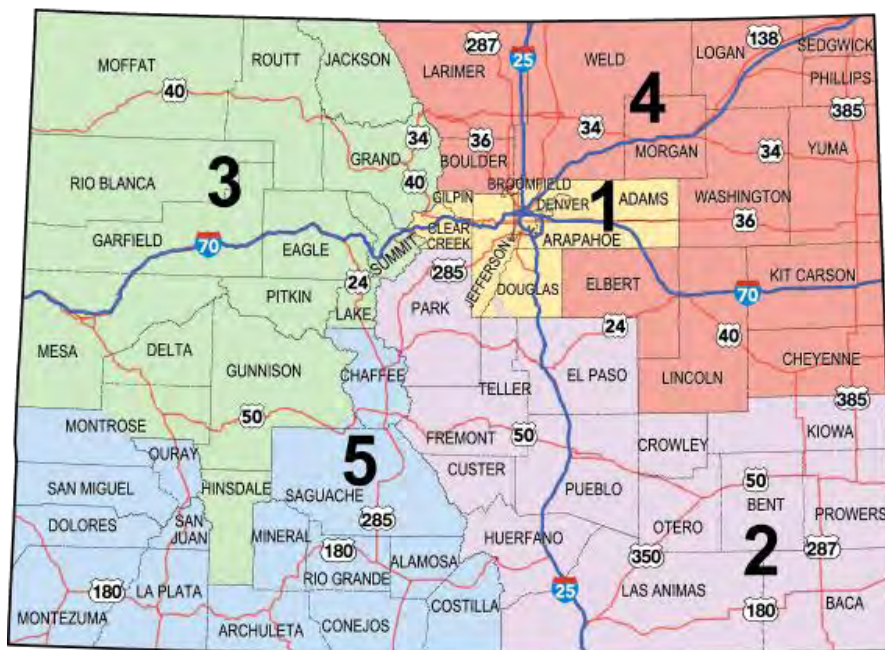 138
SEDGWICK
287
25
LOGAN
MOFFAT
ROUTT
JACKSON
LARIMER
WELD
PHILLIPS
4
40
385
34
36
34
GRAND
BOULDER
MORGAN
YUMA
34
3
40
RIO BLANCA
BROOMFIELD
1
GILPIN
DENVER
ADAMS
WASHINGTON
36
GARFIELD
70
EAGLE
SUMMIT
CLEAR
CREEK
ARAPAHOE
285
JEFFERSON
24
KIT CARSON
PITKIN
LAKE
PARK
DOUGLAS
ELBERT
70
24
MESA
DELTA
40
GUNNISON
CHAFFEE
TELLER
EL PASO
LINCOLN
CHEYENNE
385
MONTROSE
50
FREMONT
50
CROWLEY
KIOWA
OURAY
5
CUSTER
SAN MIGUEL
HINSDALE
SAGUACHE
PUEBLO
50
BENT
PROWERS
DOLORES
SAN
JUAN
285
OTERO
2
MINERAL
180
HUERFANO
287
RIO GRANDE
ALAMOSA
350
180
LA PLATA
25
LAS ANIMAS
COSTILLA
180
BACA
MONTEZUMA
ARCHULETA
CONEJOS